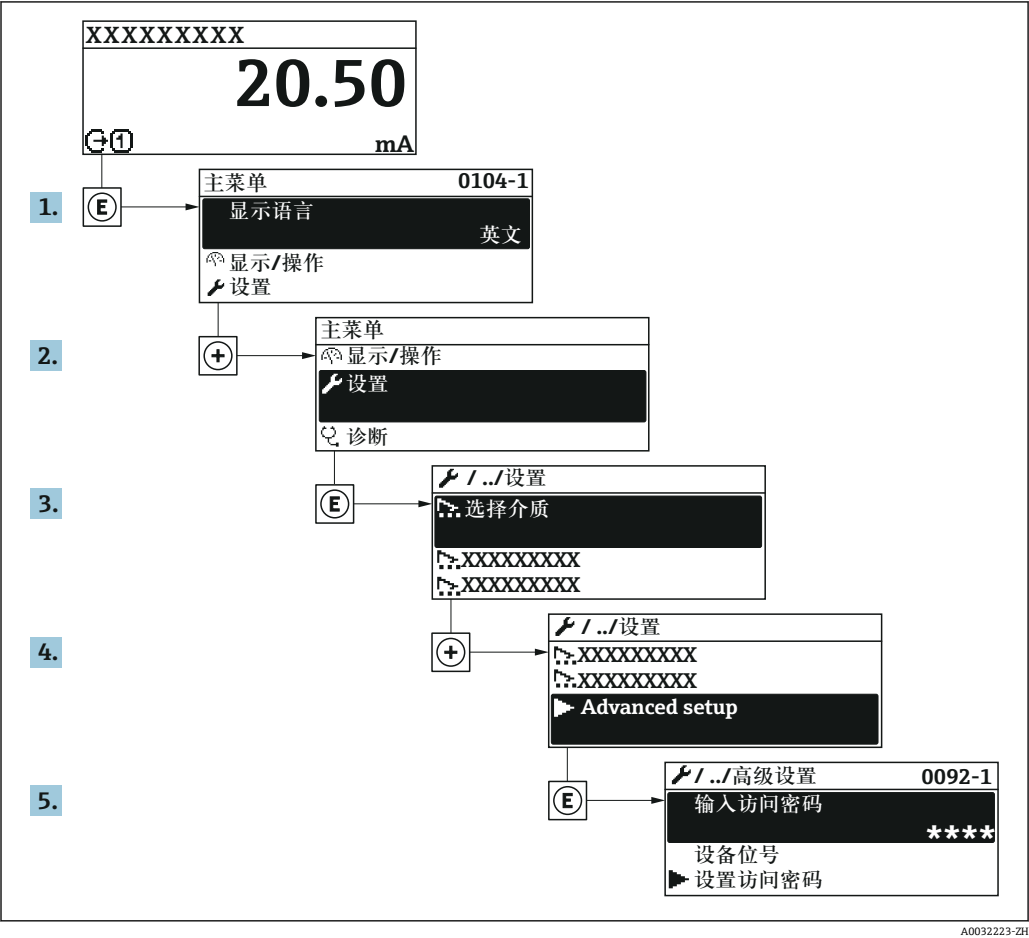 XXXXXXXXX
20.50
mA
1.
E
主菜单 0104-1
显示语言
英文
显示/操作
设置
2.
+
主菜单
显示/操作
设置
诊断
3.
E
/ ../设置
选择介质
XXXXXXXXX
XXXXXXXXX
4.
+
/ ../设置
XXXXXXXXX
XXXXXXXXX
Advanced setup
5.
E
/ ../高级设置 0092-1
输入访问密码
****
设备位号
设置访问密码
A0032223-ZH